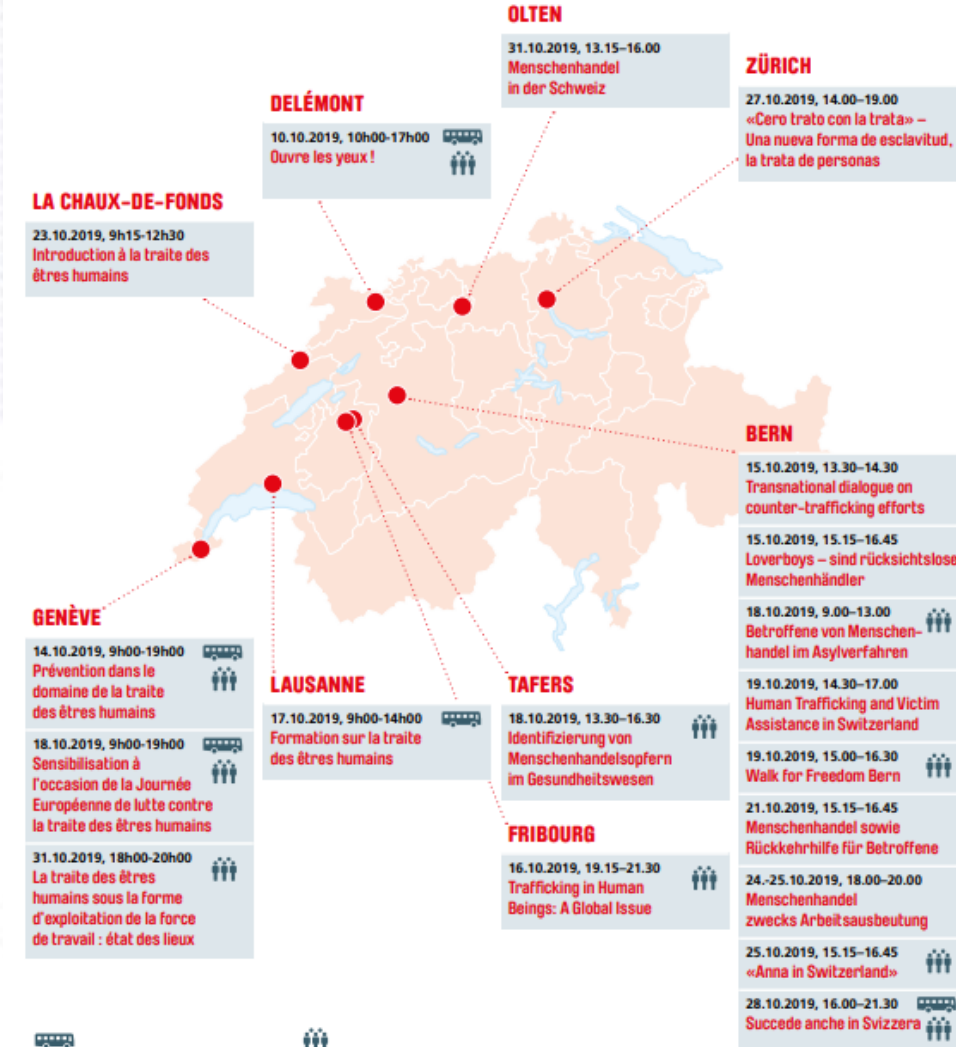 OLTEN
31.10.2019, 13.15–16.00
Menschenhandel
in der Schweiz
ZÜRICH
27.10.2019, 14.00–19.00
«Cero trato con la trata» –
Una nueva forma de esclavitud,
la trata de personas
DELÉMONT
10.10.2019, 10h00-17h00
Ouvre les yeux !
LA CHAUX-DE-FONDS
23.10.2019, 9h15-12h30
Introduction à la traite des
êtres humains
BERN
15.10.2019, 13.30–14.30
Transnational dialogue on
counter-trafficking efforts
15.10.2019, 15.15–16.45
Loverboys – sind rücksichtslose
Menschenhändler
18.10.2019, 9.00–13.00
Betroffene von Menschen-
handel im Asylverfahren
19.10.2019, 14.30–17.00
Human Trafficking and Victim
Assistance in Switzerland
19.10.2019, 15.00–16.30
Walk for Freedom Bern
21.10.2019, 15.15–16.45
Menschenhandel sowie
Rückkehrhilfe für Betroffene
24.-25.10.2019, 18.00–20.00
Menschenhandel
zwecks Arbeitsausbeutung
25.10.2019, 15.15–16.45
«Anna in Switzerland»
28.10.2019, 16.00–21.30
Succede anche in Svizzera
GENÈVE
14.10.2019, 9h00-19h00
Prévention dans le
domaine de la traite
des êtres humains
18.10.2019, 9h00-19h00
Sensibilisation à
l'occasion de la Journée
Européenne de lutte contre
la traite des êtres humains
31.10.2019, 18h00-20h00
La traite des êtres
humains sous la forme
d'exploitation de la force
de travail : état des lieux
LAUSANNE
17.10.2019, 9h00-14h00
Formation sur la traite
des êtres humains
TAFERS
18.10.2019, 13.30–16.30
Identifizierung von
Menschenhandelsopfern
im Gesundheitswesen
FRIBOURG
16.10.2019, 19.15–21.30
Trafficking in Human
Beings: A Global Issue